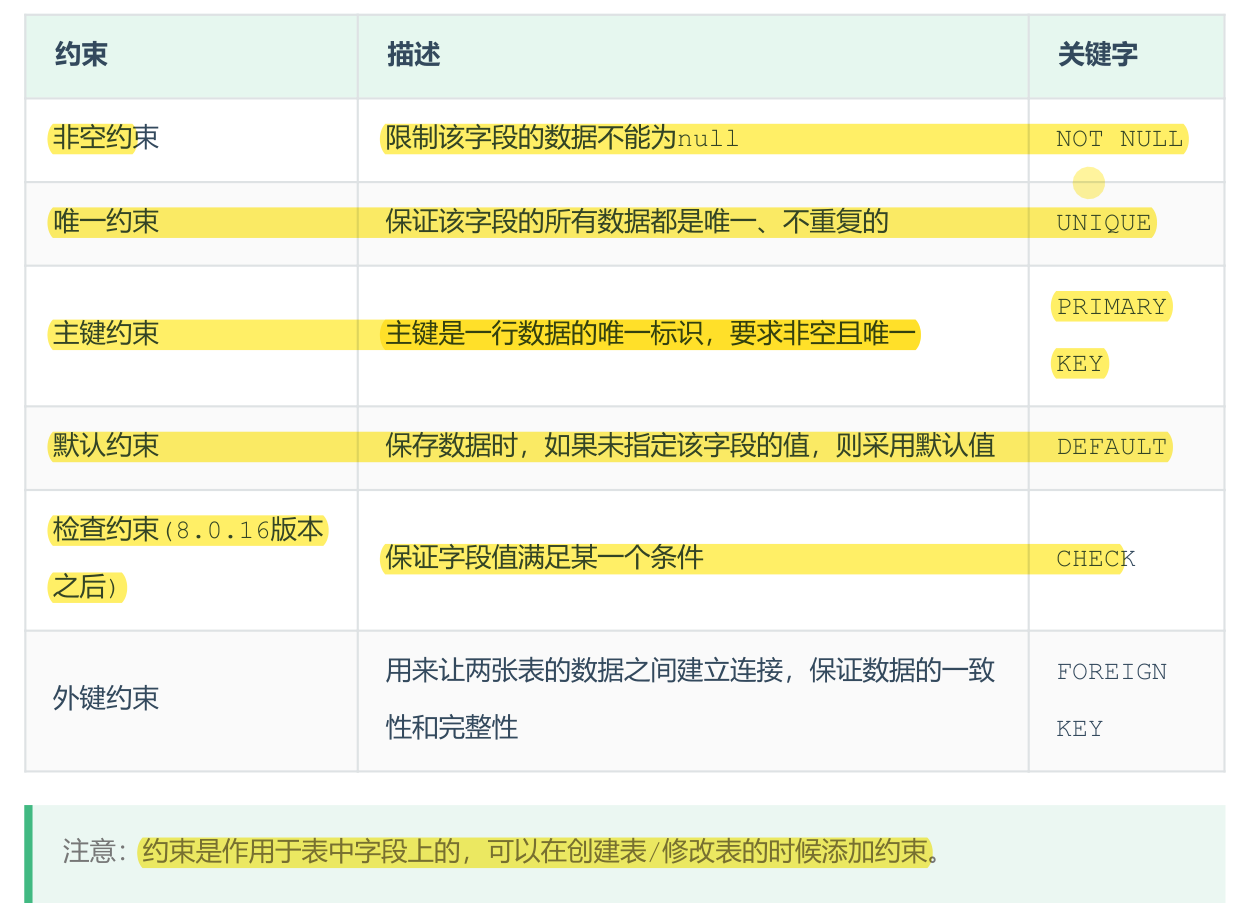 约束 描述 关键字
非空约束 限制该字段的数据不能为null NOT NULL
唯一约束 保证该字段的所有数据都是唯一、不重复的 UNIQUE
主键约束 主键是一行数据的唯一标识，要求非空且唯一 PRIMARY
KEY
默认约束 保存数据时，如果未指定该字段的值，则采用默认值 DEFAULT
检查约束(8.0.16版本
之后)
保证字段值满足某一个条件 CHECK
外键约束
用来让两张表的数据之间建立连接，保证数据的一致
性和完整性
FOREIGN
KEY
注意：约束是作用于表中字段上的，可以在创建表/修改表的时候添加约束。